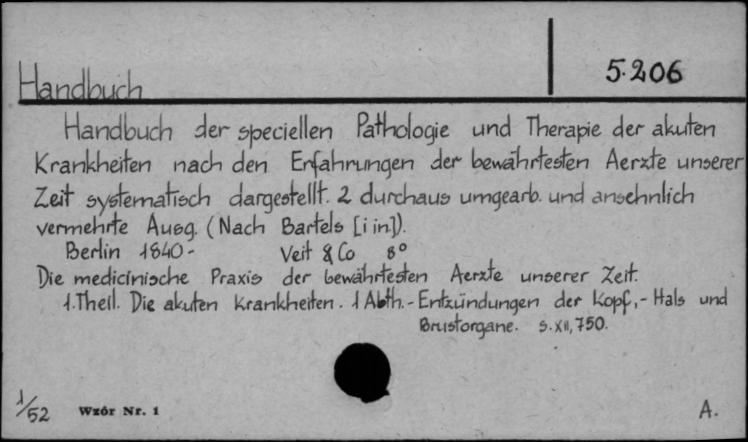 5.206
Handbuch
Handbuch der speciellen Pathologie und Therapie der akuten
Krankheiten nach den Erfahrungen der bewährtesten Aerzte unserer
Zeit systematisch dargestellt. 2 durchaus umgearb. und ansehnlich
vermehrte Ausg. (Nach Bartels [i in.]).
Berlin 1840- Veit & Co 8°
Die medicinische Praxis der bewährtesten Aerzte unserer Zeit.
1.Theil. Die akuten Krankheiten. 1 Abth.- Entzündungen der Kopf,- Hals und
Brustorgane. S.XII, 750.
1/52 Wzór Nr. 1 A.